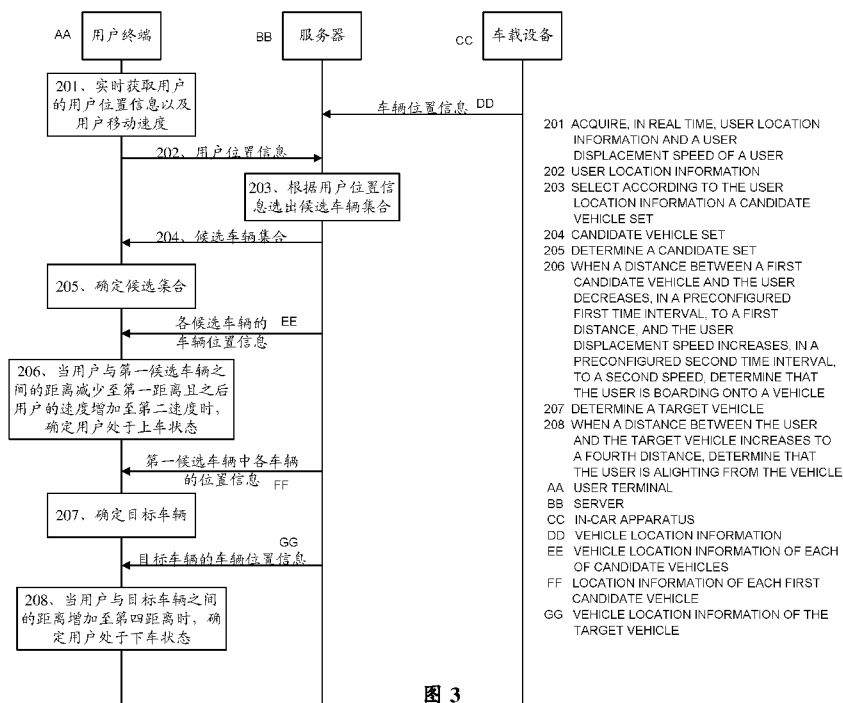 AA 用户终端
BB 服务器
CC 车载设备
201、实时获取用户
的用户位置信息以及
用户移动速度
车辆位置信息 DD
202、用户位置信息
203、根据用户位置信
息选出候选车辆集合
204、候选车辆集合
205、确定候选集合
各候选车辆的
车辆位置信息
EE
206、当用户与第一候选车辆之
间的距离减少至第一距离且之后
用户的速度增加至第二速度时，
确定用户处于上车状态
第一候选车辆中各车辆
的位置信息
FF
207、确定目标车辆
GG
目标车辆的车辆位置信息
208、当用户与目标车辆之间
的距离增加至第四距离时，确
定用户处于下车状态
图 3
201 ACQUIRE, IN REAL TIME, USER LOCATION
INFORMATION AND A USER
DISPLACEMENT SPEED OF A USER
202 USER LOCATION INFORMATION
203 SELECT ACCORDING TO THE USER
LOCATION INFORMATION A CANDIDATE
VEHICLE SET
204 CANDIDATE VEHICLE SET
205 DETERMINE A CANDIDATE SET
206 WHEN A DISTANCE BETWEEN A FIRST
CANDIDATE VEHICLE AND THE USER
DECREASES, IN A PRECONFIGURED
FIRST TIME INTERVAL, TO A FIRST
DISTANCE, AND THE USER
DISPLACEMENT SPEED INCREASES, IN A
PRECONFIGURED SECOND TIME INTERVAL,
TO A SECOND SPEED, DETERMINE THAT
THE USER IS BOARDING ONTO A VEHICLE
207 DETERMINE A TARGET VEHICLE
208 WHEN A DISTANCE BETWEEN THE USER
AND THE TARGET VEHICLE INCREASES TO
A FOURTH DISTANCE, DETERMINE THAT
THE USER IS ALIGHTING FROM THE VEHICLE
AA USER TERMINAL
BB SERVER
CC IN-CAR APPARATUS
DD VEHICLE LOCATION INFORMATION
EE VEHICLE LOCATION INFORMATION OF EACH
OF CANDIDATE VEHICLES
FF LOCATION INFORMATION OF EACH FIRST
CANDIDATE VEHICLE
GG VEHICLE LOCATION INFORMATION OF THE
TARGET VEHICLE